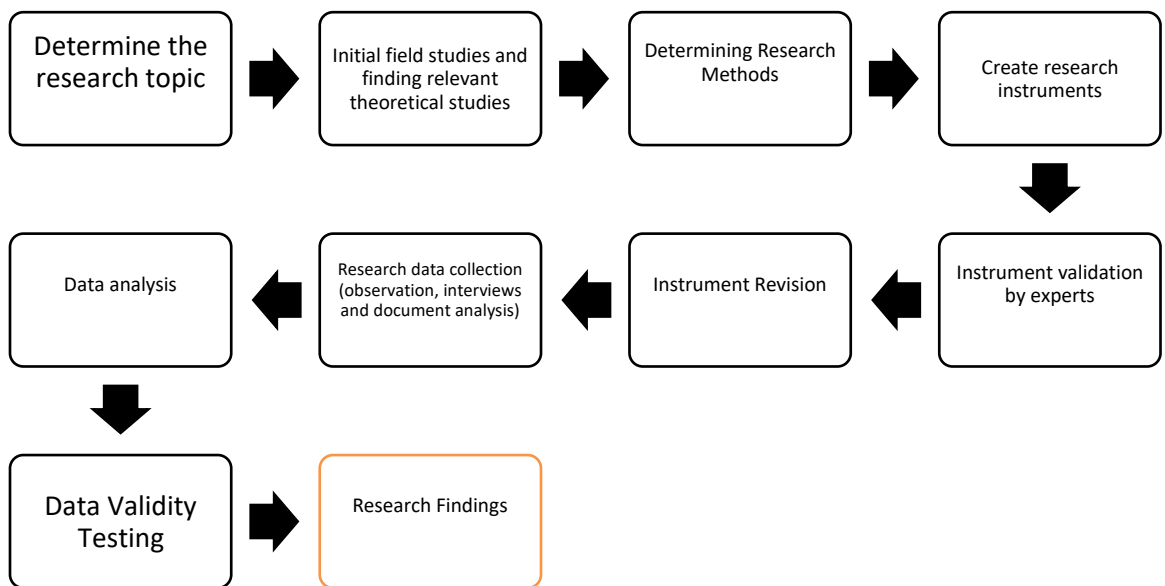 Determine the
research topic
Initial field studies and
finding relevant
theoretical studies
Determining Research
Methods
Create research
instruments
Instrument validation
by experts
Instrument Revision
Research data collection
(observation, interviews
and document analysis)
Data analysis
Data Validity
Testing
Research Findings